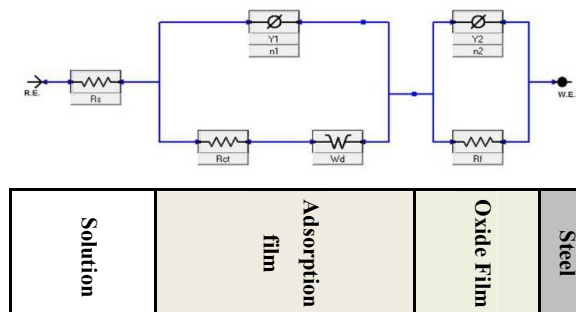 Y1
n1
Y2
n2
R.E.
Rs
W.E.
Rct
Wd
Rf
Solution
Adsorption
film
Oxide Film
Steel